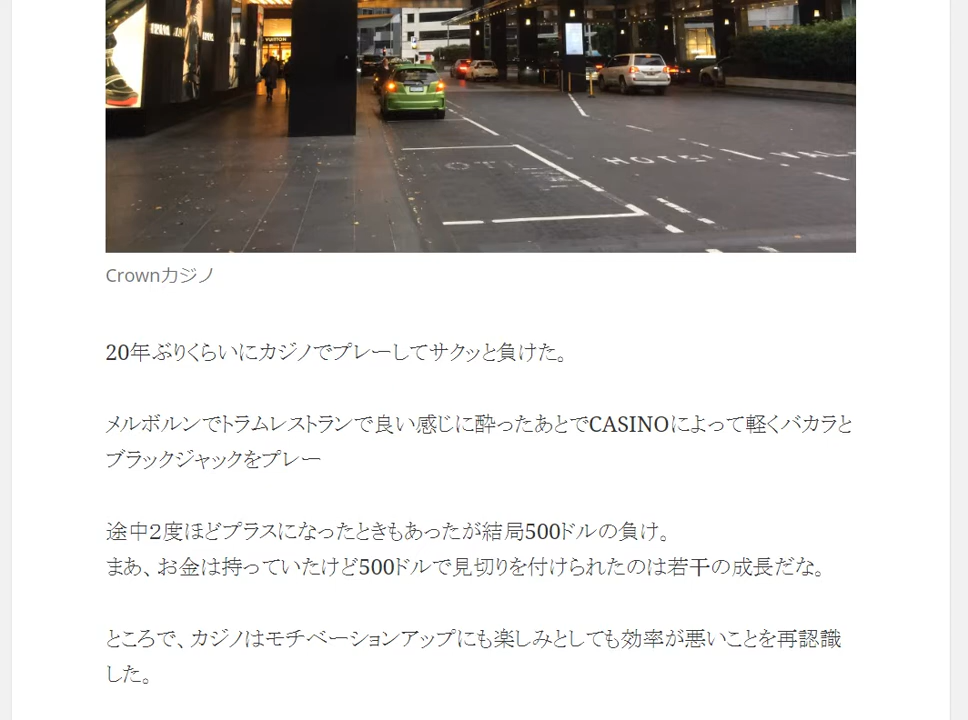 VUITTON
HOTEL VAL
Crownカジノ
20年ぶりくらいにカジノでプレーしてサクッと負けた。
メルボルンでトラムレストランで良い感じに酔ったあとでCASINOによって軽くバカラと
ブラックジャックをプレー
途中2度ほどプラスになったときもあったが結局500ドルの負け。
まあ、お金は持っていたけど500ドルで見切りを付けられたのは若干の成長だな。
ところで、カジノはモチベーションアップにも楽しみとしても効率が悪いことを再認識
した。